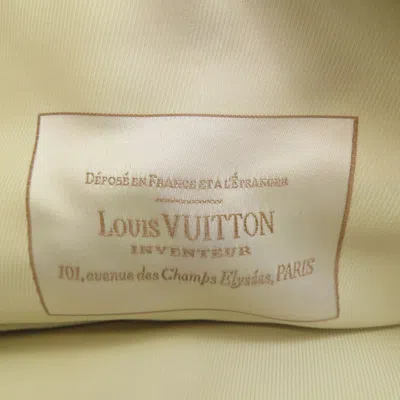 DÉPOSÉ EN FRANCE ET A L'ÉTRANGER
LOUIS VUITTON
INVENTEUR
101, avenue des Champs Elysées, PARIS